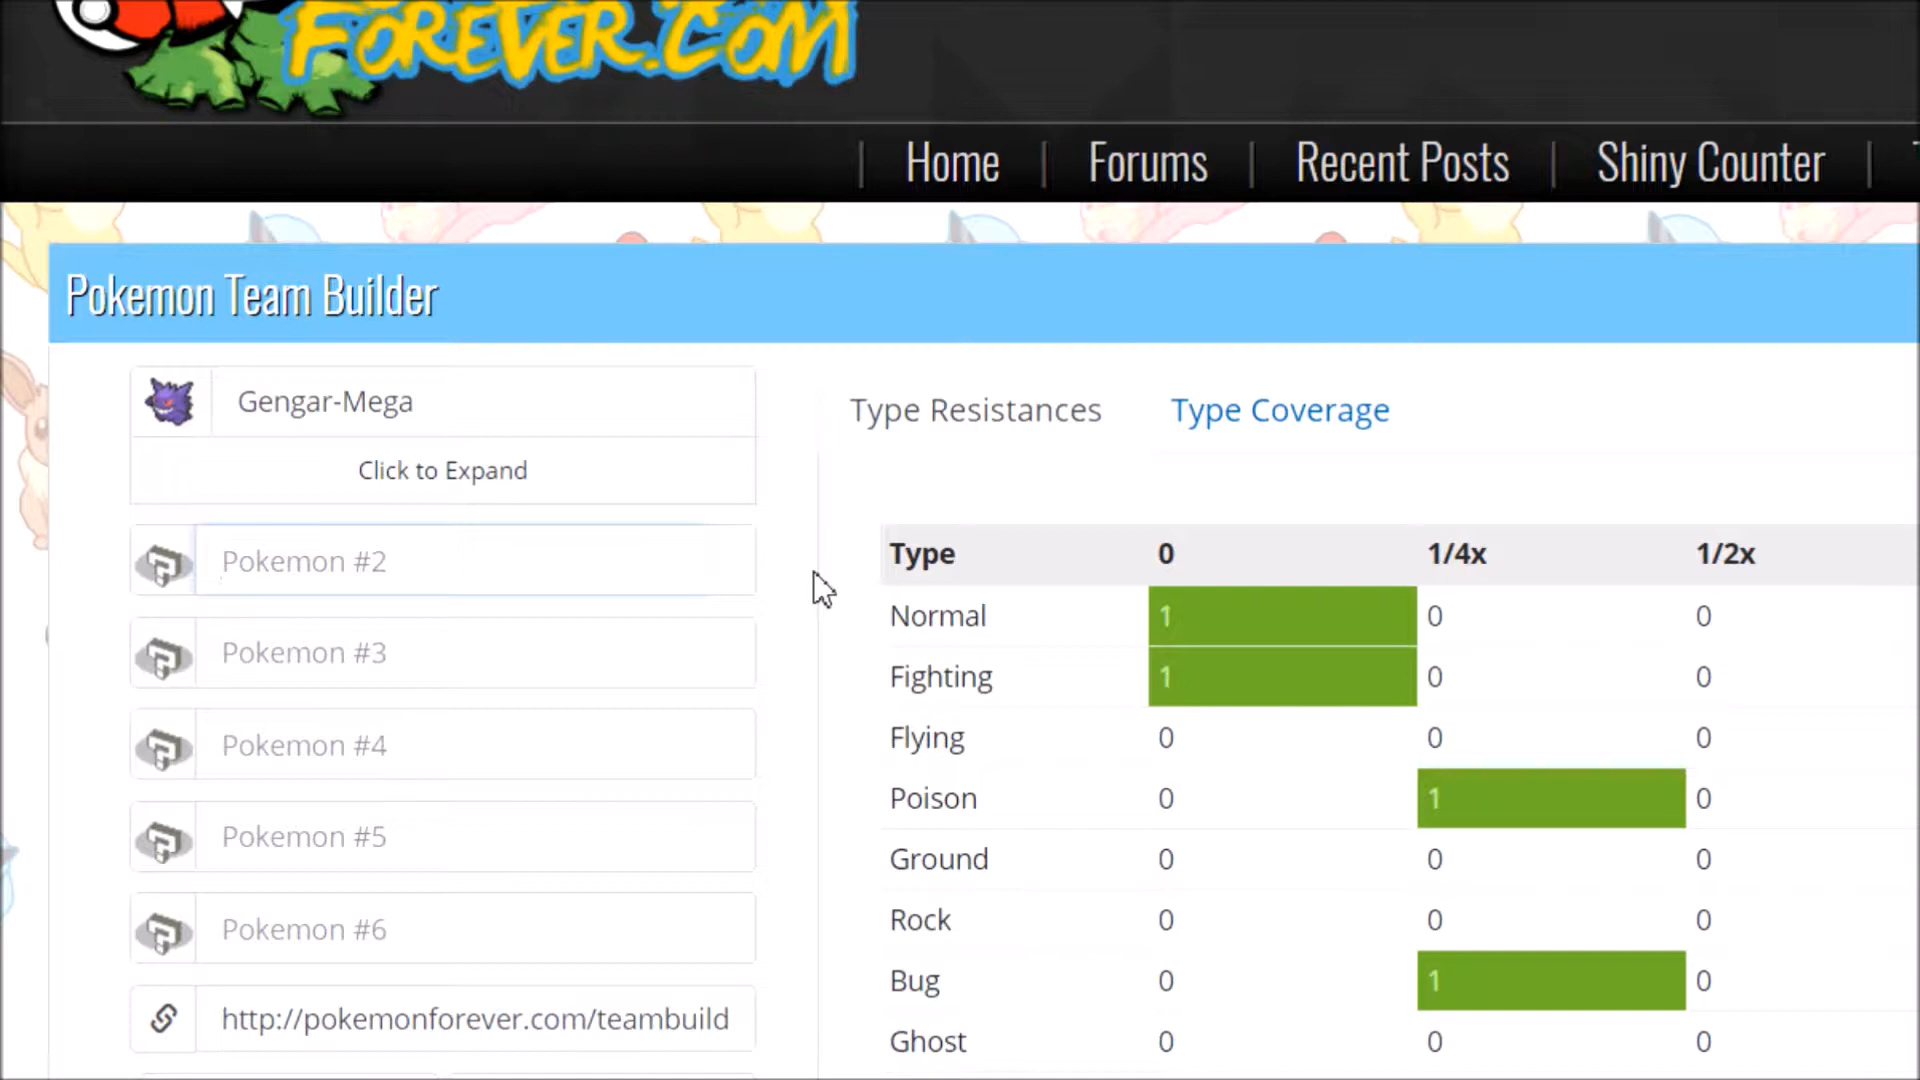 FOREVER.COM
Home
Forums
Recent Posts
Shiny Counter
Pokemon Team Builder
Gengar-Mega
Click to Expand
Pokemon #2
Pokemon #3
Pokemon #4
Pokemon #5
Pokemon #6
http://pokemonforever.com/teambuild
Type Resistances Type Coverage
Type 0 1/4x 1/2x
Normal 1 0 0
Fighting 1 0 0
Flying 0 0 0
Poison 0 1 0
Ground 0 0 0
Rock 0 0 0
Bug 0 1 0
Ghost 0 0 0